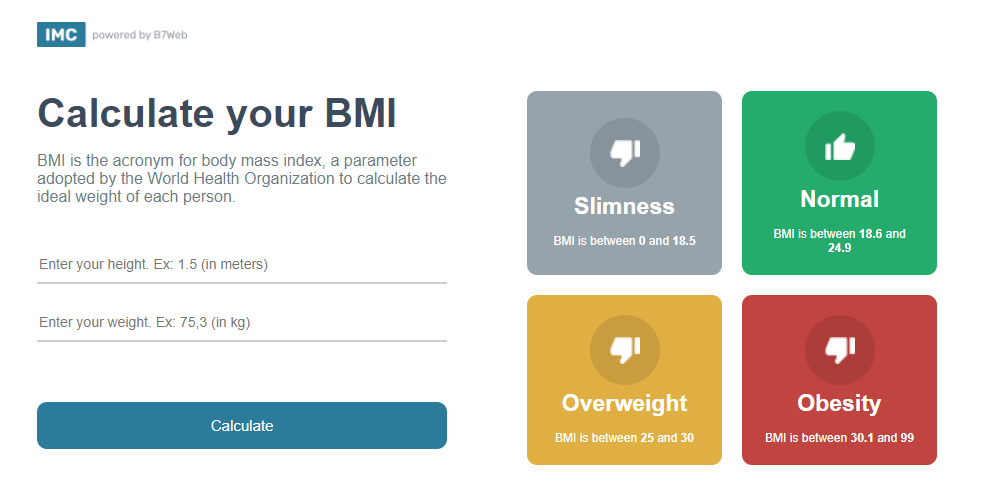 IMC powered by B7Web
Calculate your BMI
BMI is the acronym for body mass index, a parameter
adopted by the World Health Organization to calculate the
ideal weight of each person.
Enter your height. Ex: 1.5 (in meters)
Enter your weight. Ex: 75,3 (in kg)
Calculate
Slimness
BMI is between 0 and 18.5
Normal
BMI is between 18.6 and
24.9
Overweight
BMI is between 25 and 30
Obesity
BMI is between 30.1 and 99